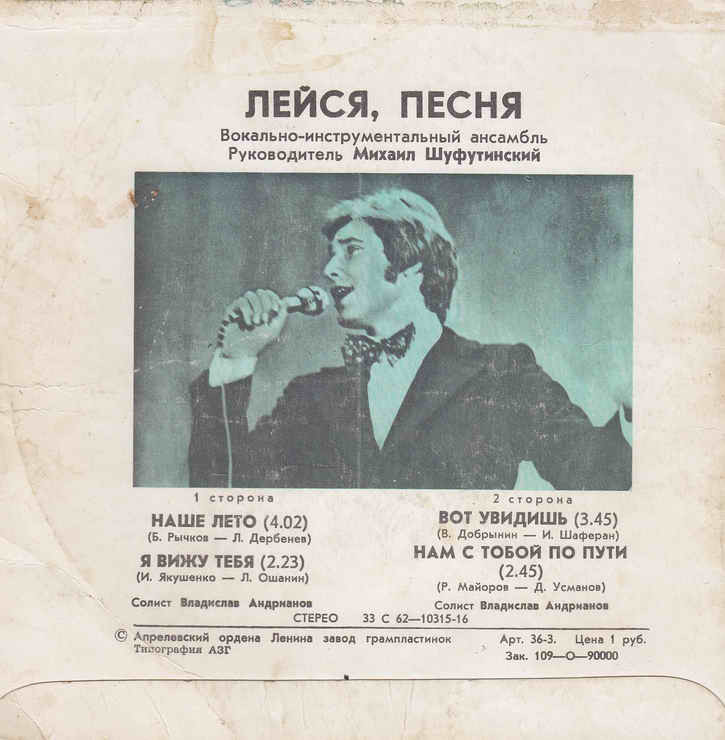 ЛЕЙСЯ, ПЕСНЯ
Вокально-инструментальный ансамбль
Руководитель Михаил Шуфутинский
1 сторона
НАШЕ ЛЕТО (4.02)
(Б. Рычков — Л. Дербенев)
Я ВИЖУ ТЕБЯ (2.23)
(И. Якушенко — Л. Ошанин)
Солист Владислав Андрианов
2 сторона
ВОТ УВИДИШЬ (3.45)
(В. Добрынин — И. Шаферан)
НАМ С ТОБОЙ ПО ПУТИ
(2.45)
(Р. Майоров — Д. Усманов)
Солист Владислав Андрианов
СТЕРЕО 33 С 62—10315-16
© Апрелевский ордена Ленина завод грампластинок Арт. 36-3. Цена 1 руб.
Типография АЗГ Зак. 109—О—90000